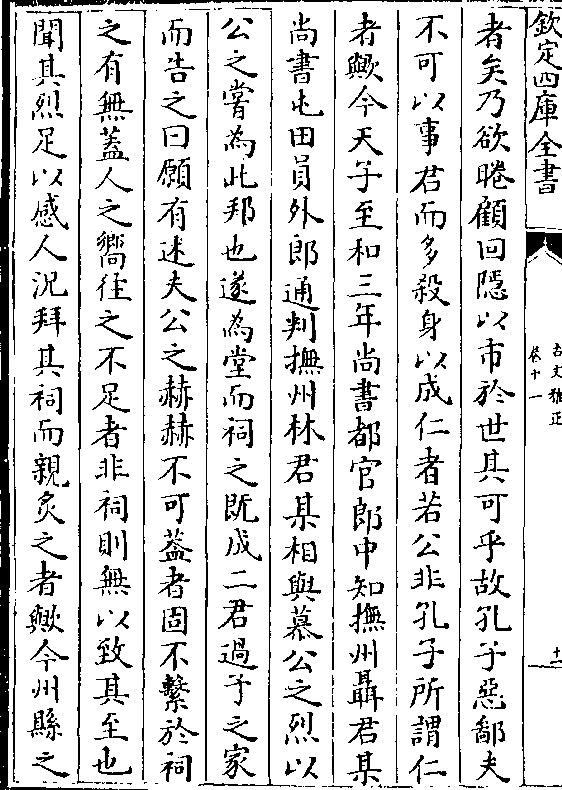 欽定四庫全書
古文雅正
卷十一
十一
者矣乃欲睠顧回隱以市於世其可乎故孔子惡鄙夫
不可以事君而多殺身以成仁者若公非孔子所謂仁
者歟今天子至和三年尚書都官郎中知撫州聶君某
尚書屯田員外郎通判撫州林君某相與慕公之烈以
公之嘗為此邦也遂為堂而祠之既成二君過予之家
而告之曰願有述夫公之赫赫不可葢者固不繫於祠
之有無蓋人之嚮徃之不足者非祠則無以致其至也
聞其烈足以感人況拜其祠而親炙之者歟今州縣之